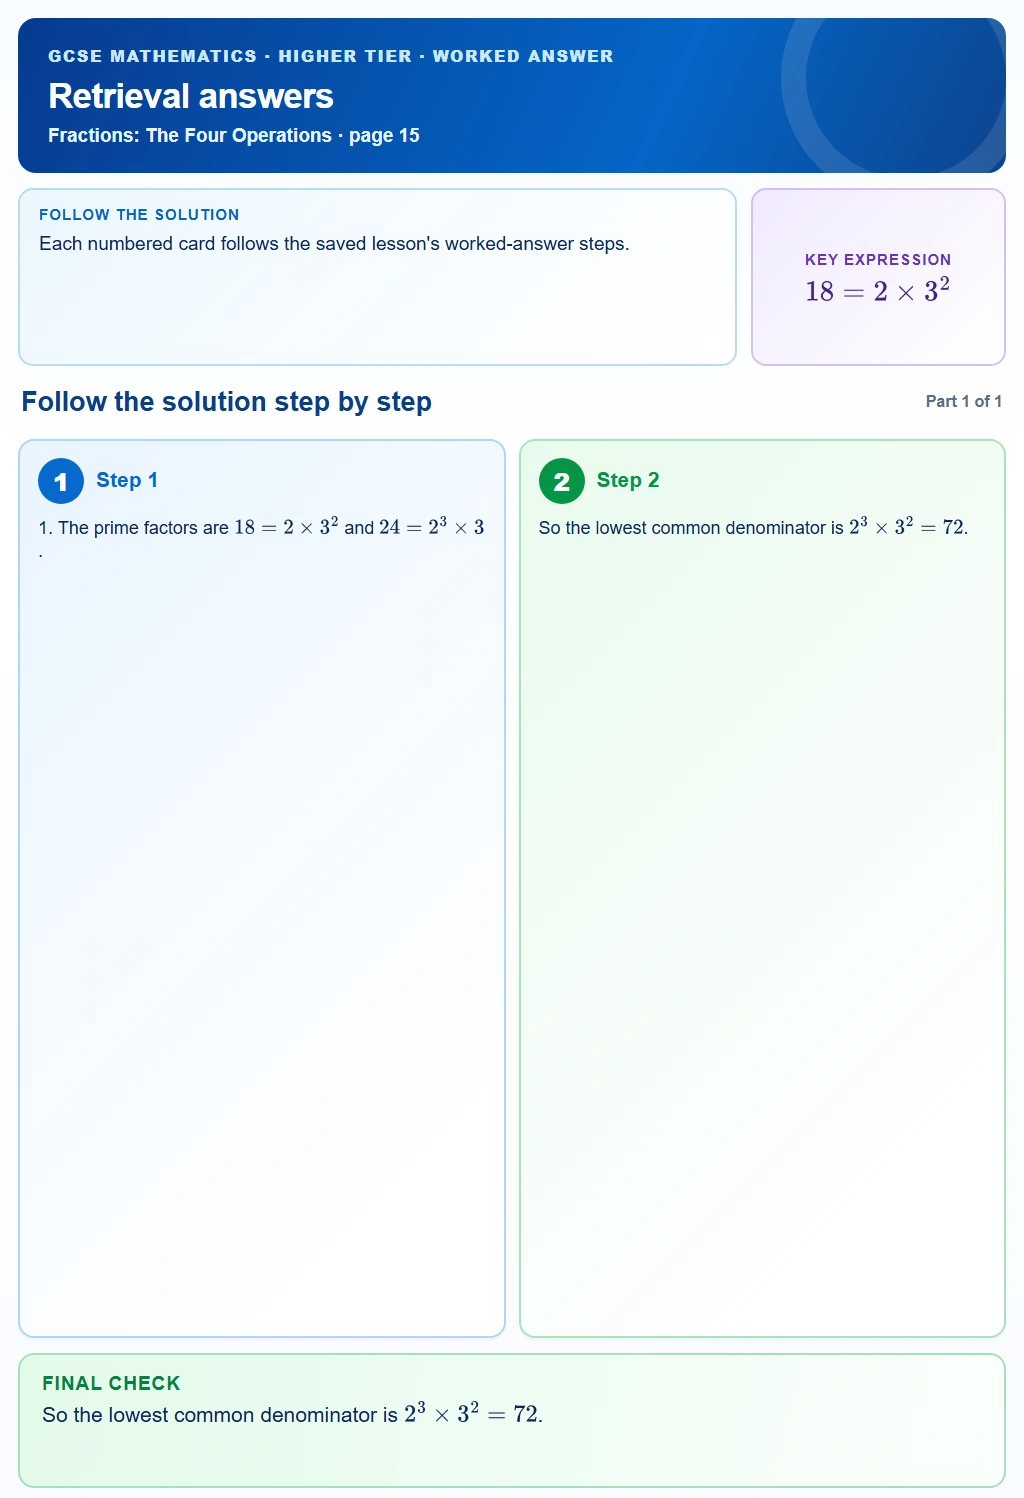 GCSE MATHEMATICS · HIGHER TIER · WORKED ANSWER
Retrieval answers
Fractions: The Four Operations · page 15
FOLLOW THE SOLUTION
Each numbered card follows the saved lesson's worked-answer steps.
KEY EXPRESSION
18 = 2 × 3²
Follow the solution step by step
Part 1 of 1
1 Step 1
1. The prime factors are 18 = 2 × 3² and 24 = 2³ × 3
.
2 Step 2
So the lowest common denominator is 2³ × 3² = 72.
FINAL CHECK
So the lowest common denominator is 2³ × 3² = 72.